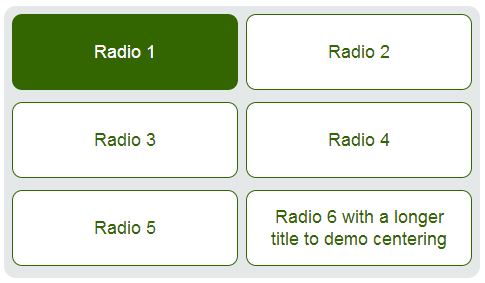 Radio 1
Radio 2
Radio 3
Radio 4
Radio 5
Radio 6 with a longer
title to demo centering